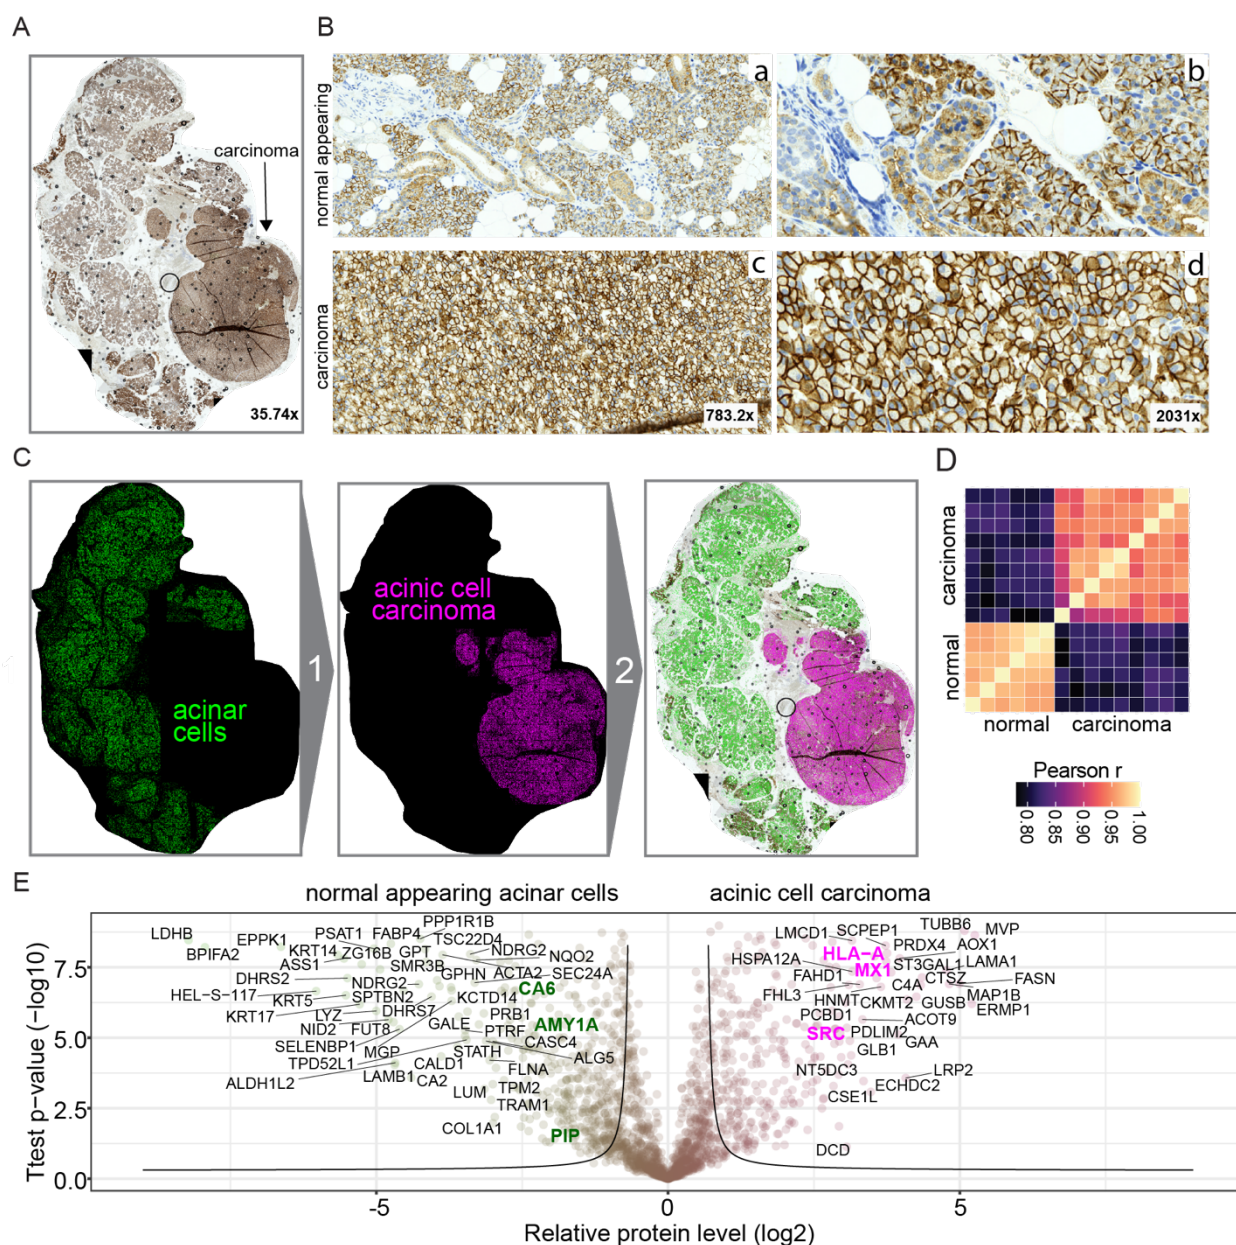 A
carcinoma
35.74x
B
normal appearing
a
b
carcinoma
c
783.2x
d
2031x
C
acinar
cells
1
acinic cell
carcinoma
2
D
carcinoma
normal
normal
carcinoma
Pearson r
0.80
0.85
0.90
0.95
1.00
E
normal appearing acinar cells
acinic cell carcinoma
Ttest p-value (−log10)
7.5
5.0
2.5
0.0
LDHB
BPIFA2
EPPK1
PSAT1
FABP4
PPP1R1B
KRT14
ZG16B
GPT
TSC22D4
NDRG2
NQO2
ASS1
SMR3B
GPHN
ACTA2
SEC24A
DHRS2
NDRG2
CA6
HEL-S-117
KRT5
SPTBN2
KCTD14
KRT17
LYZ
DHRS7
PRB1
AMY1A
NID2
FUT8
GALE
PTRF
CASC4
SELENBP1
MGP
STATH
ALG5
TPD52L1
CALD1
FLNA
ALDH1L2
LAMB1
CA2
TPM2
LUM
TRAM1
COL1A1
PIP
LMCD1
SCPEP1
TUBB6
MVP
HLA−A
PRDX4
AOX1
HSPA12A
MX1
ST3GAL1
LAMA1
FAHD1
C4A
CTSZ
FASN
FHL3
HNMT
CKMT2
GUSB
MAP1B
ERMP1
PCBD1
ACOT9
SRC
PDLIM2
GAA
GLB1
NT5DC3
LRP2
ECHDC2
CSE1L
DCD
-5
0
5
Relative protein level (log2)